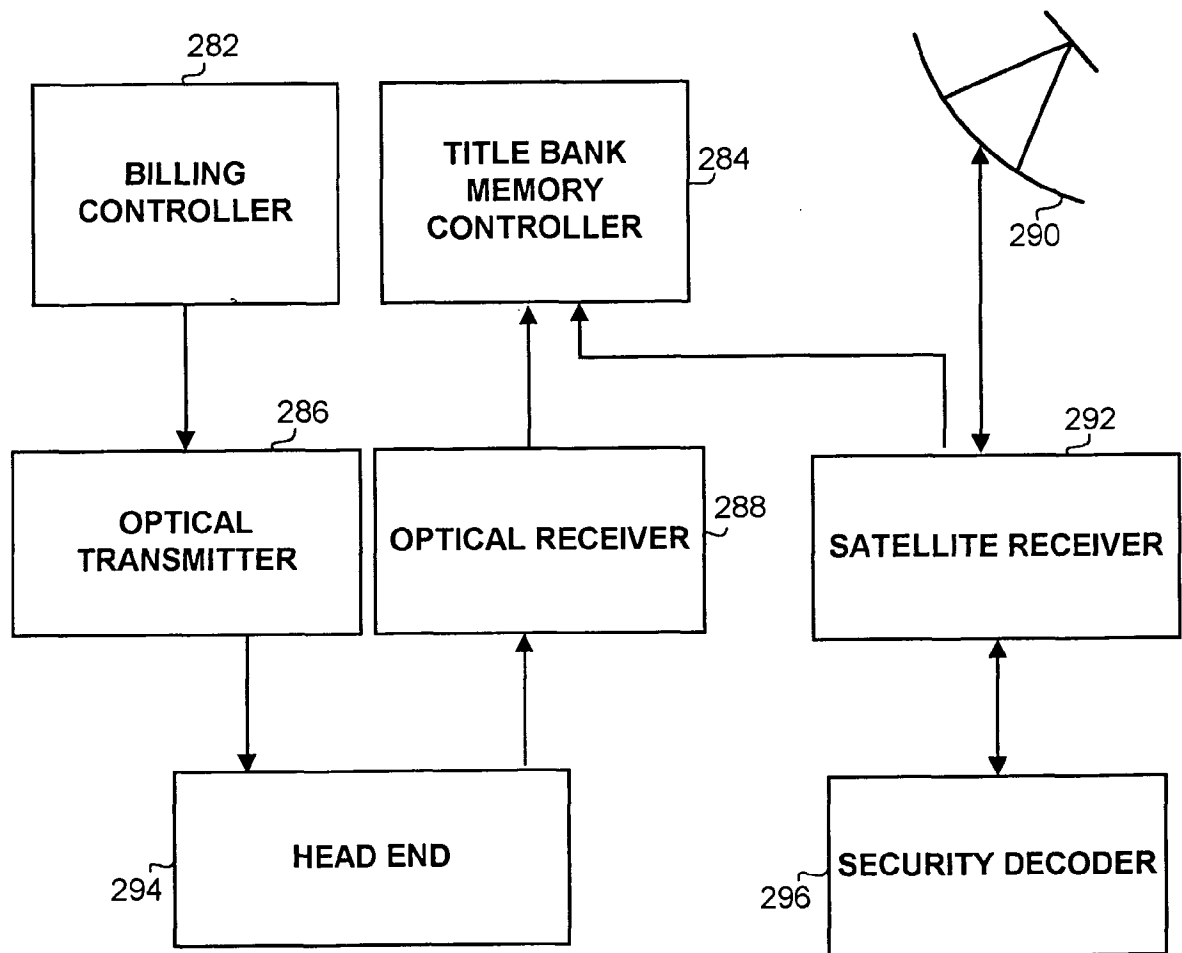 282
BILLING
CONTROLLER
TITLE BANK
MEMORY
CONTROLLER
284
290
286
OPTICAL
TRANSMITTER
OPTICAL RECEIVER
288
292
SATELLITE RECEIVER
HEAD END
294
SECURITY DECODER
296